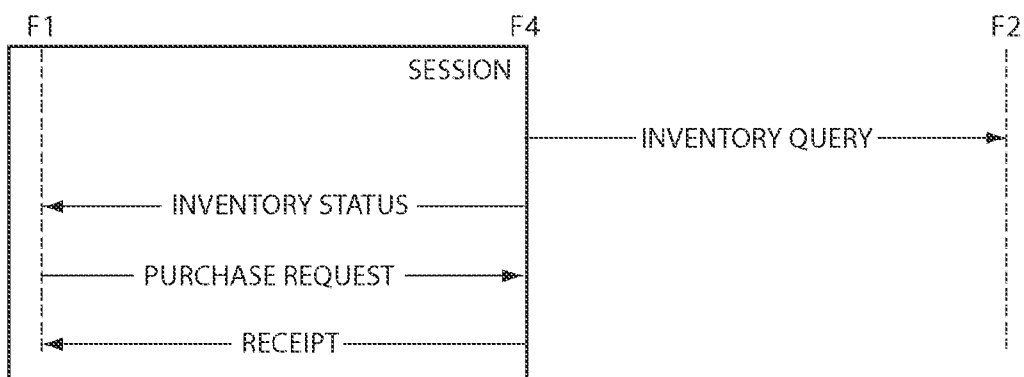 F1 F4 F2
SESSION
INVENTORY QUERY
INVENTORY STATUS
PURCHASE REQUEST
RECEIPT